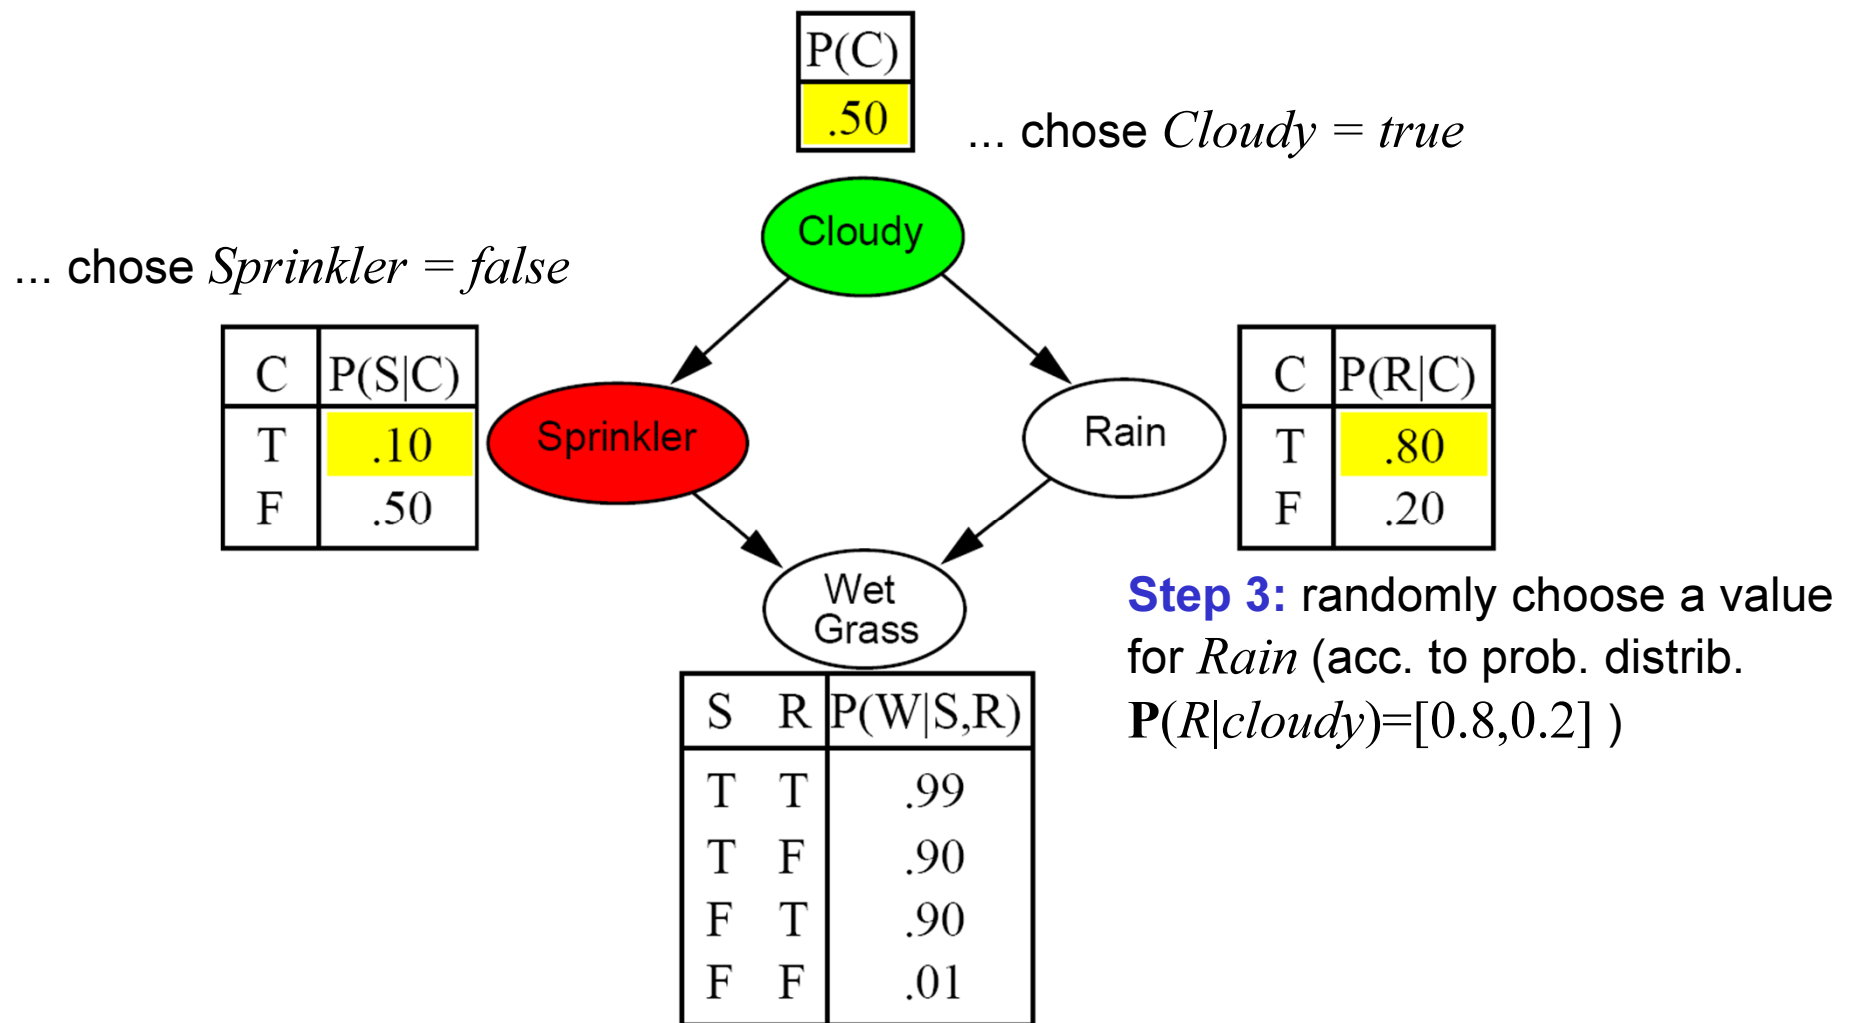 P(C)
.50
... chose Cloudy = true
Cloudy
... chose Sprinkler = false
C P(S|C)
T .10
F .50
Sprinkler
Rain
C P(R|C)
T .80
F .20
Wet
Grass
S R P(W|S,R)
T T .99
T F .90
F T .90
F F .01
Step 3: randomly choose a value
for Rain (acc. to prob. distrib.
P(R|cloudy)=[0.8,0.2] )